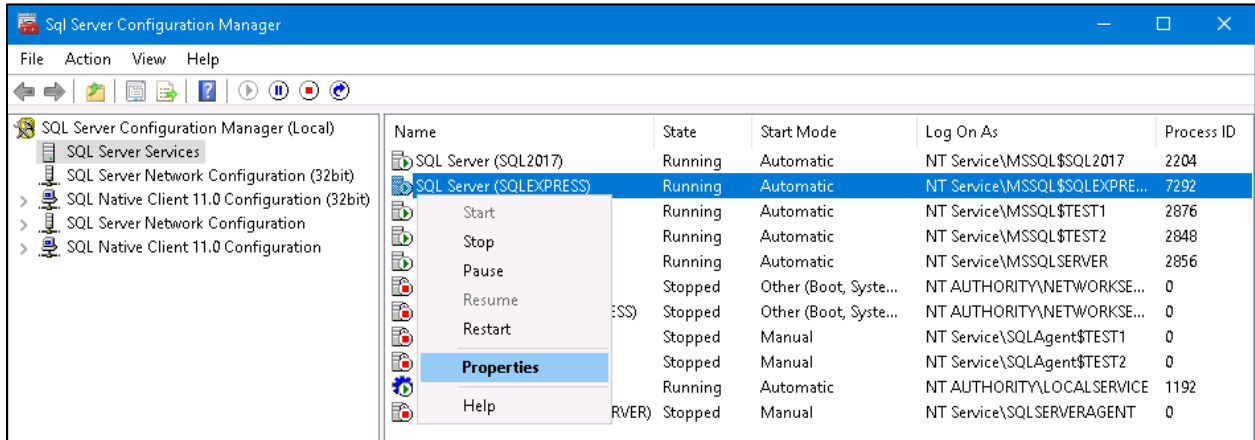 Sql Server Configuration Manager
File Action View Help
SQL Server Configuration Manager (Local)
SQL Server Services
SQL Server Network Configuration (32bit)
SQL Native Client 11.0 Configuration (32bit)
SQL Server Network Configuration
SQL Native Client 11.0 Configuration
Name State Start Mode Log On As Process ID
SQL Server (SQL2017) Running Automatic NT Service\MSSQL$SQL2017 2204
SQL Server (SQLEXPRESS) Running Automatic NT Service\MSSQL$SQLEXPRE... 7292
Running Automatic NT Service\MSSQL$TEST1 2876
Running Automatic NT Service\MSSQL$TEST2 2848
Running Automatic NT Service\MSSQLSERVER 2856
Stopped Other (Boot, Syste... NT AUTHORITY\NETWORKSE... 0
ESS) Stopped Other (Boot, Syste... NT AUTHORITY\NETWORKSE... 0
Stopped Manual NT Service\SQLAgent$TEST1 0
Stopped Manual NT Service\SQLAgent$TEST2 0
Running Automatic NT AUTHORITY\LOCALSERVICE 1192
RVER) Stopped Manual NT Service\SQLSERVERAGENT 0
Start
Stop
Pause
Resume
Restart
Properties
Help